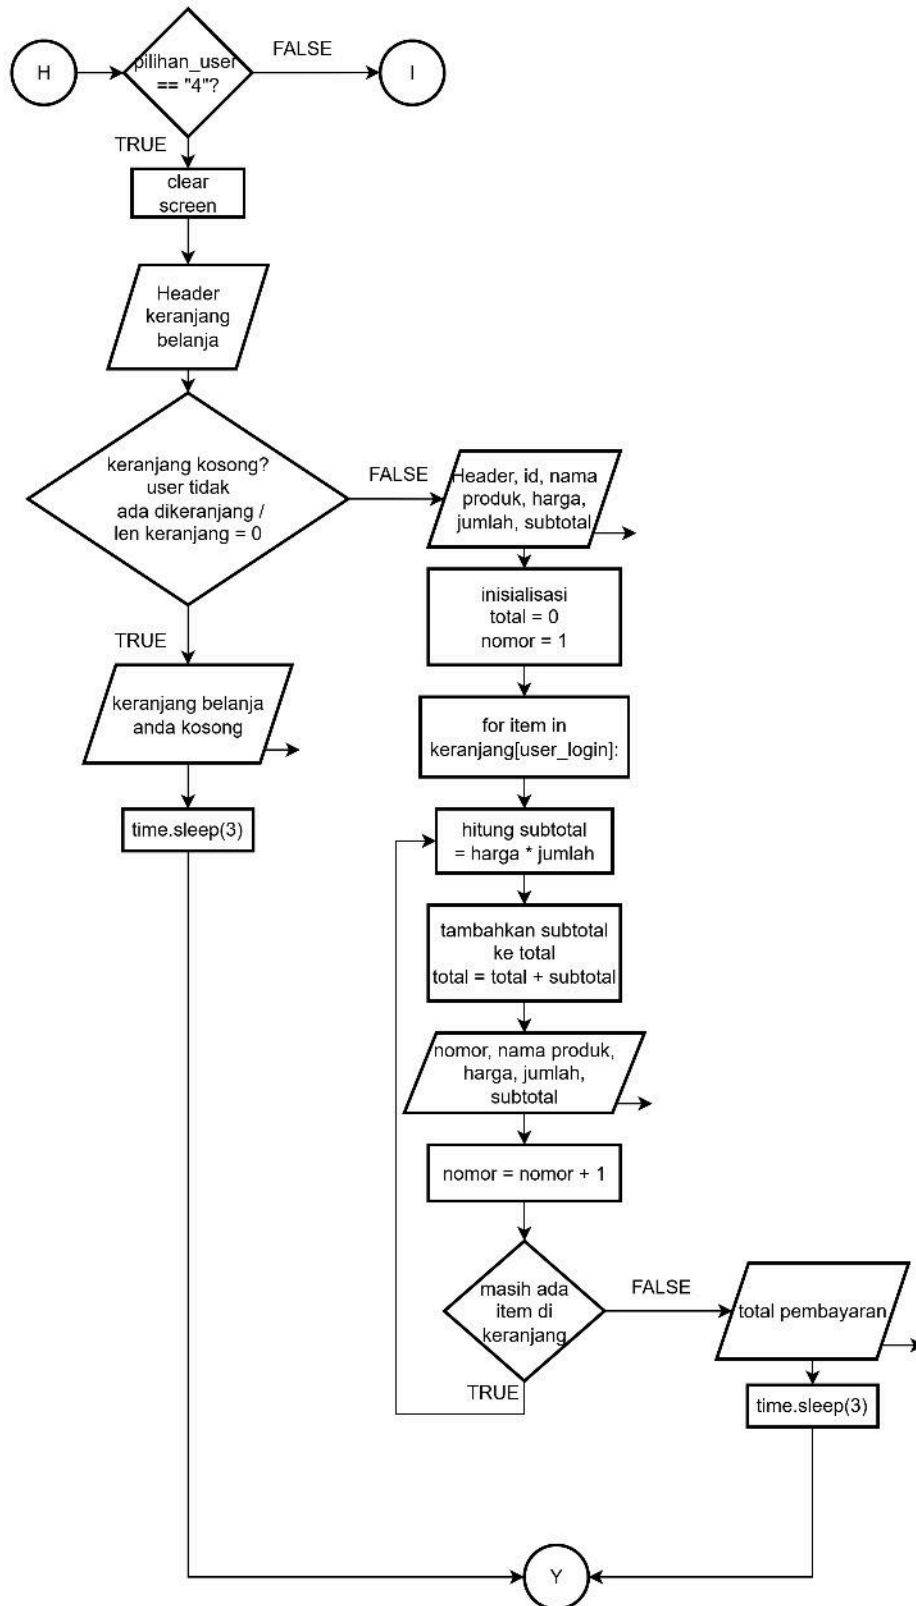 H
pilihan_user
== "4"?
FALSE
I
TRUE
clear
screen
Header
keranjang
belanja
keranjang kosong?
user tidak
ada dikeranjang /
len keranjang = 0
FALSE
Header, id, nama
produk, harga,
jumlah, subtotal
inisialisasi
total = 0
nomor = 1
TRUE
keranjang belanja
anda kosong
time.sleep(3)
for item in
keranjang[user_login]:
hitung subtotal
= harga * jumlah
tambahkan subtotal
ke total
total = total + subtotal
nomor, nama produk,
harga, jumlah,
subtotal
nomor = nomor + 1
masih ada
item di
keranjang
FALSE
total pembayaran
TRUE
time.sleep(3)
Y